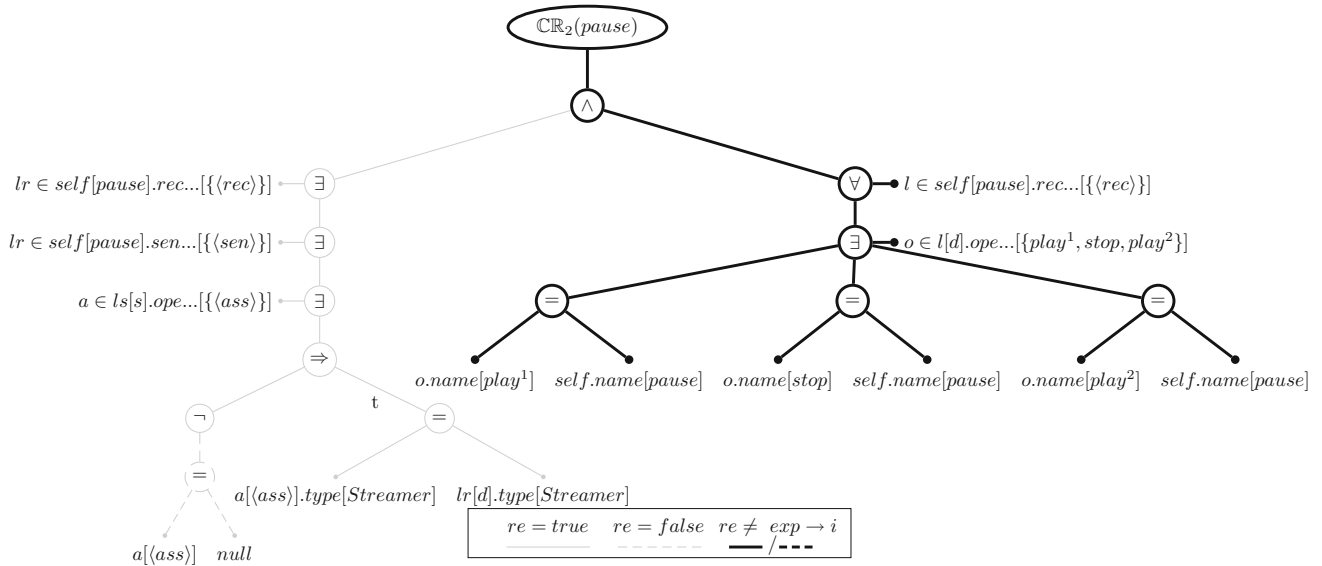 ℂℝ₂(pause)
∧
lr ∈ self[pause].rec...[{⟨rec⟩}]
∃
∀
l ∈ self[pause].rec...[{⟨rec⟩}]
lr ∈ self[pause].sen...[{⟨sen⟩}]
∃
∃
o ∈ l[d].ope...[{play¹, stop, play²}]
a ∈ ls[s].ope...[{⟨ass⟩}]
∃
=
=
=
⇒
o.name[play¹]
self.name[pause]
o.name[stop]
self.name[pause]
o.name[play²]
self.name[pause]
t
¬
=
=
a[⟨ass⟩].type[Streamer]
lr[d].type[Streamer]
a[⟨ass⟩]
null
re = true
re = false
re ≠ exp → i
/